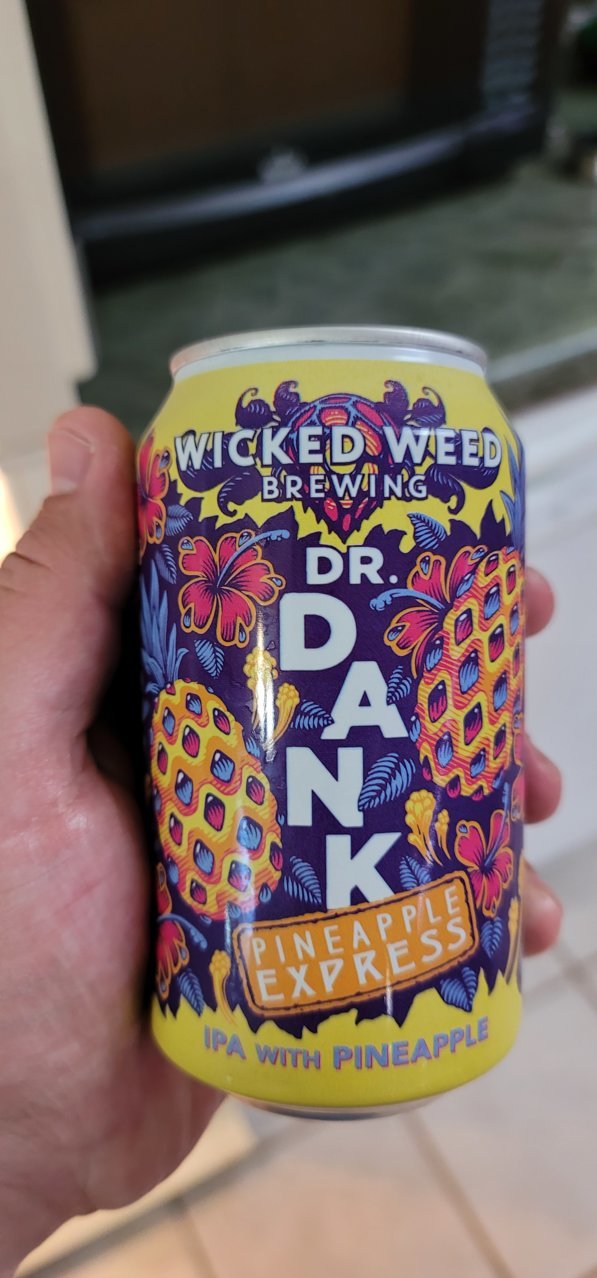 WICKED WEED
BREWING
DR.
DANK
PINEAPPLE
EXPRESS
IPA WITH PINEAPPLE